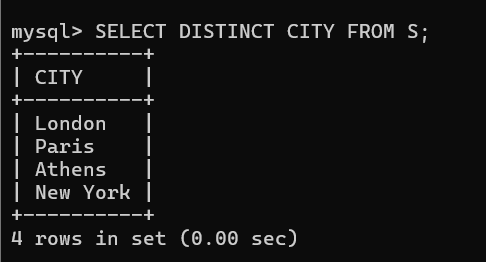 mysql> SELECT DISTINCT CITY FROM S;
+----------+
| CITY     |
+----------+
| London   |
| Paris    |
| Athens   |
| New York |
+----------+
4 rows in set (0.00 sec)